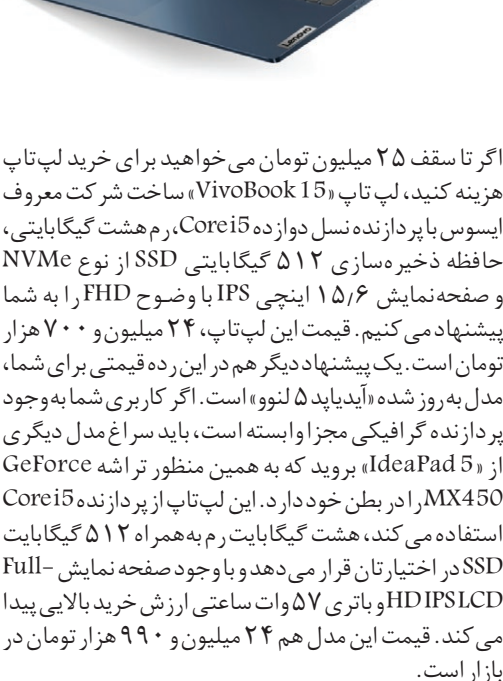 Lenovo
اگر تا سقف ۲۵ میلیون تومان می‌خواهید برای خرید لپ‌تاپ
هزینه کنید، لپ تاپ «VivoBook 15» ساخت شرکت معروف
ایسوس با پردازنده نسل دوازده Core i5، رم هشت گیگابایتی،
حافظه ذخیره‌سازی ۵۱۲ گیگابایتی SSD از نوع NVMe
و صفحه‌نمایش ۱۵٫۶ اینچی IPS با وضوح FHD را به شما
پیشنهاد می کنیم. قیمت این لپ‌تاپ، ۲۴ میلیون و ۷۰۰ هزار
تومان است. یک پیشنهاد دیگر هم در این رده قیمتی برای شما،
مدل به‌روز شده «آیدیاپد ۵ لنوو» است. اگر کاربری شما به‌وجود
پردازنده گرافیکی مجزا وابسته است، باید سراغ مدل دیگری
از «IdeaPad 5» بروید که به همین منظور تراشه GeForce
MX450 را در بطن خود دارد. این لپ‌تاپ از پردازنده Core i5
استفاده می کند، هشت گیگابایت رم به‌همراه ۵۱۲ گیگابایت
SSD در اختیارتان قرار می‌دهد و با وجود صفحه نمایش Full-
HD IPS LCD و باتری ۵۷ وات ساعتی ارزش خرید بالایی پیدا
می کند. قیمت این مدل هم ۲۴ میلیون و ۹۹۰ هزار تومان در
بازار است.